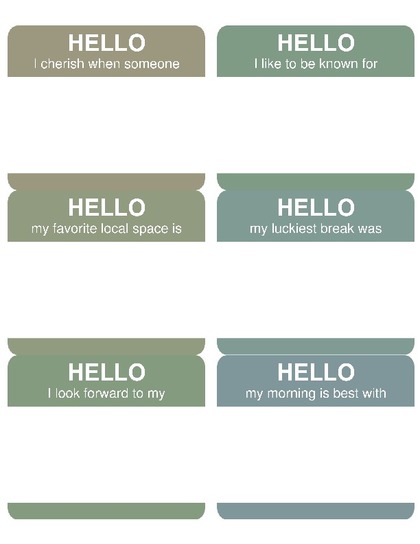 HELLO
I cherish when someone
HELLO
I like to be known for
HELLO
my favorite local space is
HELLO
my luckiest break was
HELLO
I look forward to my
HELLO
my morning is best with